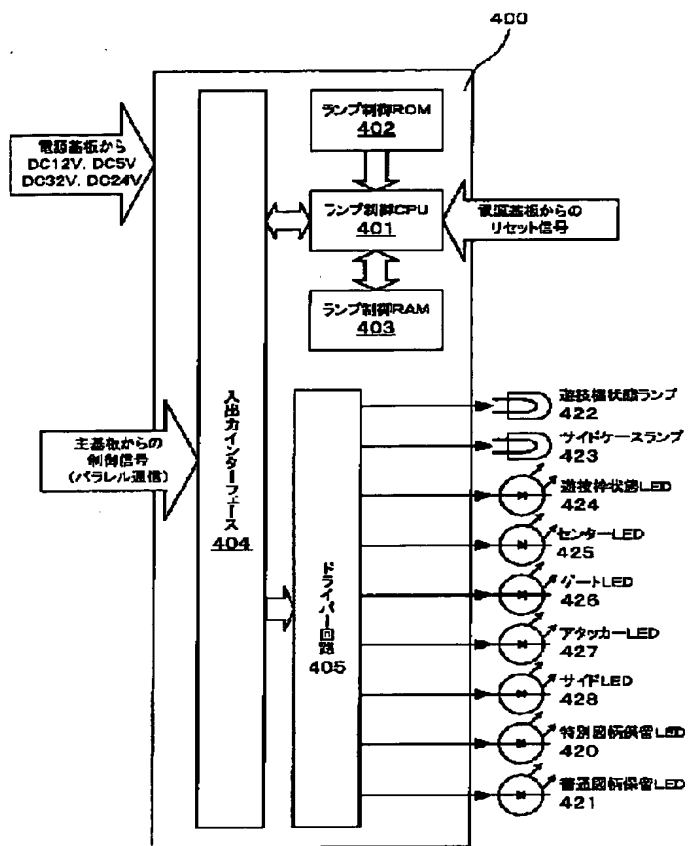 400
ランプ制御ROM
402
電源基板から
DC12V, DC5V
DC32V, DC24V
ランプ制御CPU
401
電源基板からの
リセット信号
ランプ制御RAM
403
主基板からの
制御信号
(パラレル通信)
入出力インターフェース
404
ドライバー回路
405
遊技機状態ランプ
422
サイドケースランプ
423
遊技枠状態LED
424
センターLED
425
ゲートLED
426
アタッカーLED
427
サイドLED
428
特別図柄保留LED
420
普通図柄保留LED
421